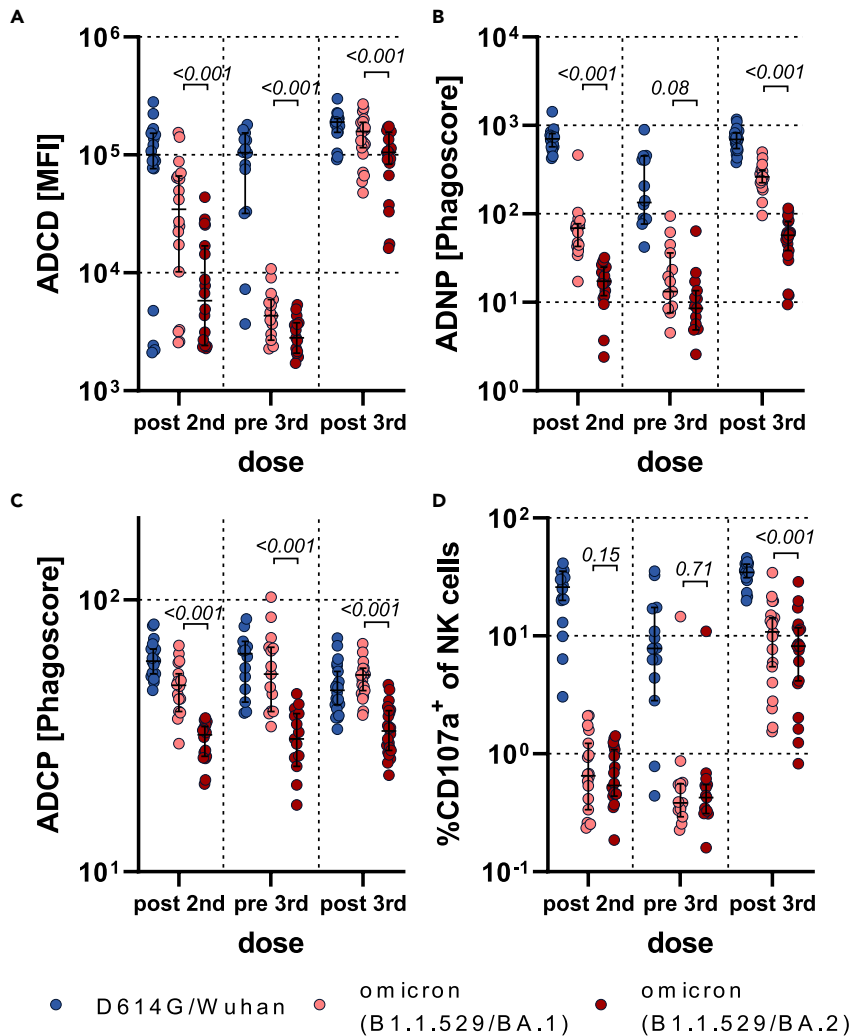 A
ADCD [MFI]
10⁶
10⁵
10⁴
10³
<0.001
<0.001
<0.001
post 2nd
pre 3rd
post 3rd
dose
B
ADNP [Phagoscore]
10⁴
10³
10²
10¹
10⁰
<0.001
0.08
<0.001
post 2nd
pre 3rd
post 3rd
dose
C
ADCP [Phagoscore]
10²
10¹
<0.001
<0.001
<0.001
post 2nd
pre 3rd
post 3rd
dose
D
%CD107a⁺ of NK cells
10²
10¹
10⁰
10⁻¹
0.15
0.71
<0.001
post 2nd
pre 3rd
post 3rd
dose
D614G/Wuhan
omicron
(B1.1.529/BA.1)
omicron
(B1.1.529/BA.2)